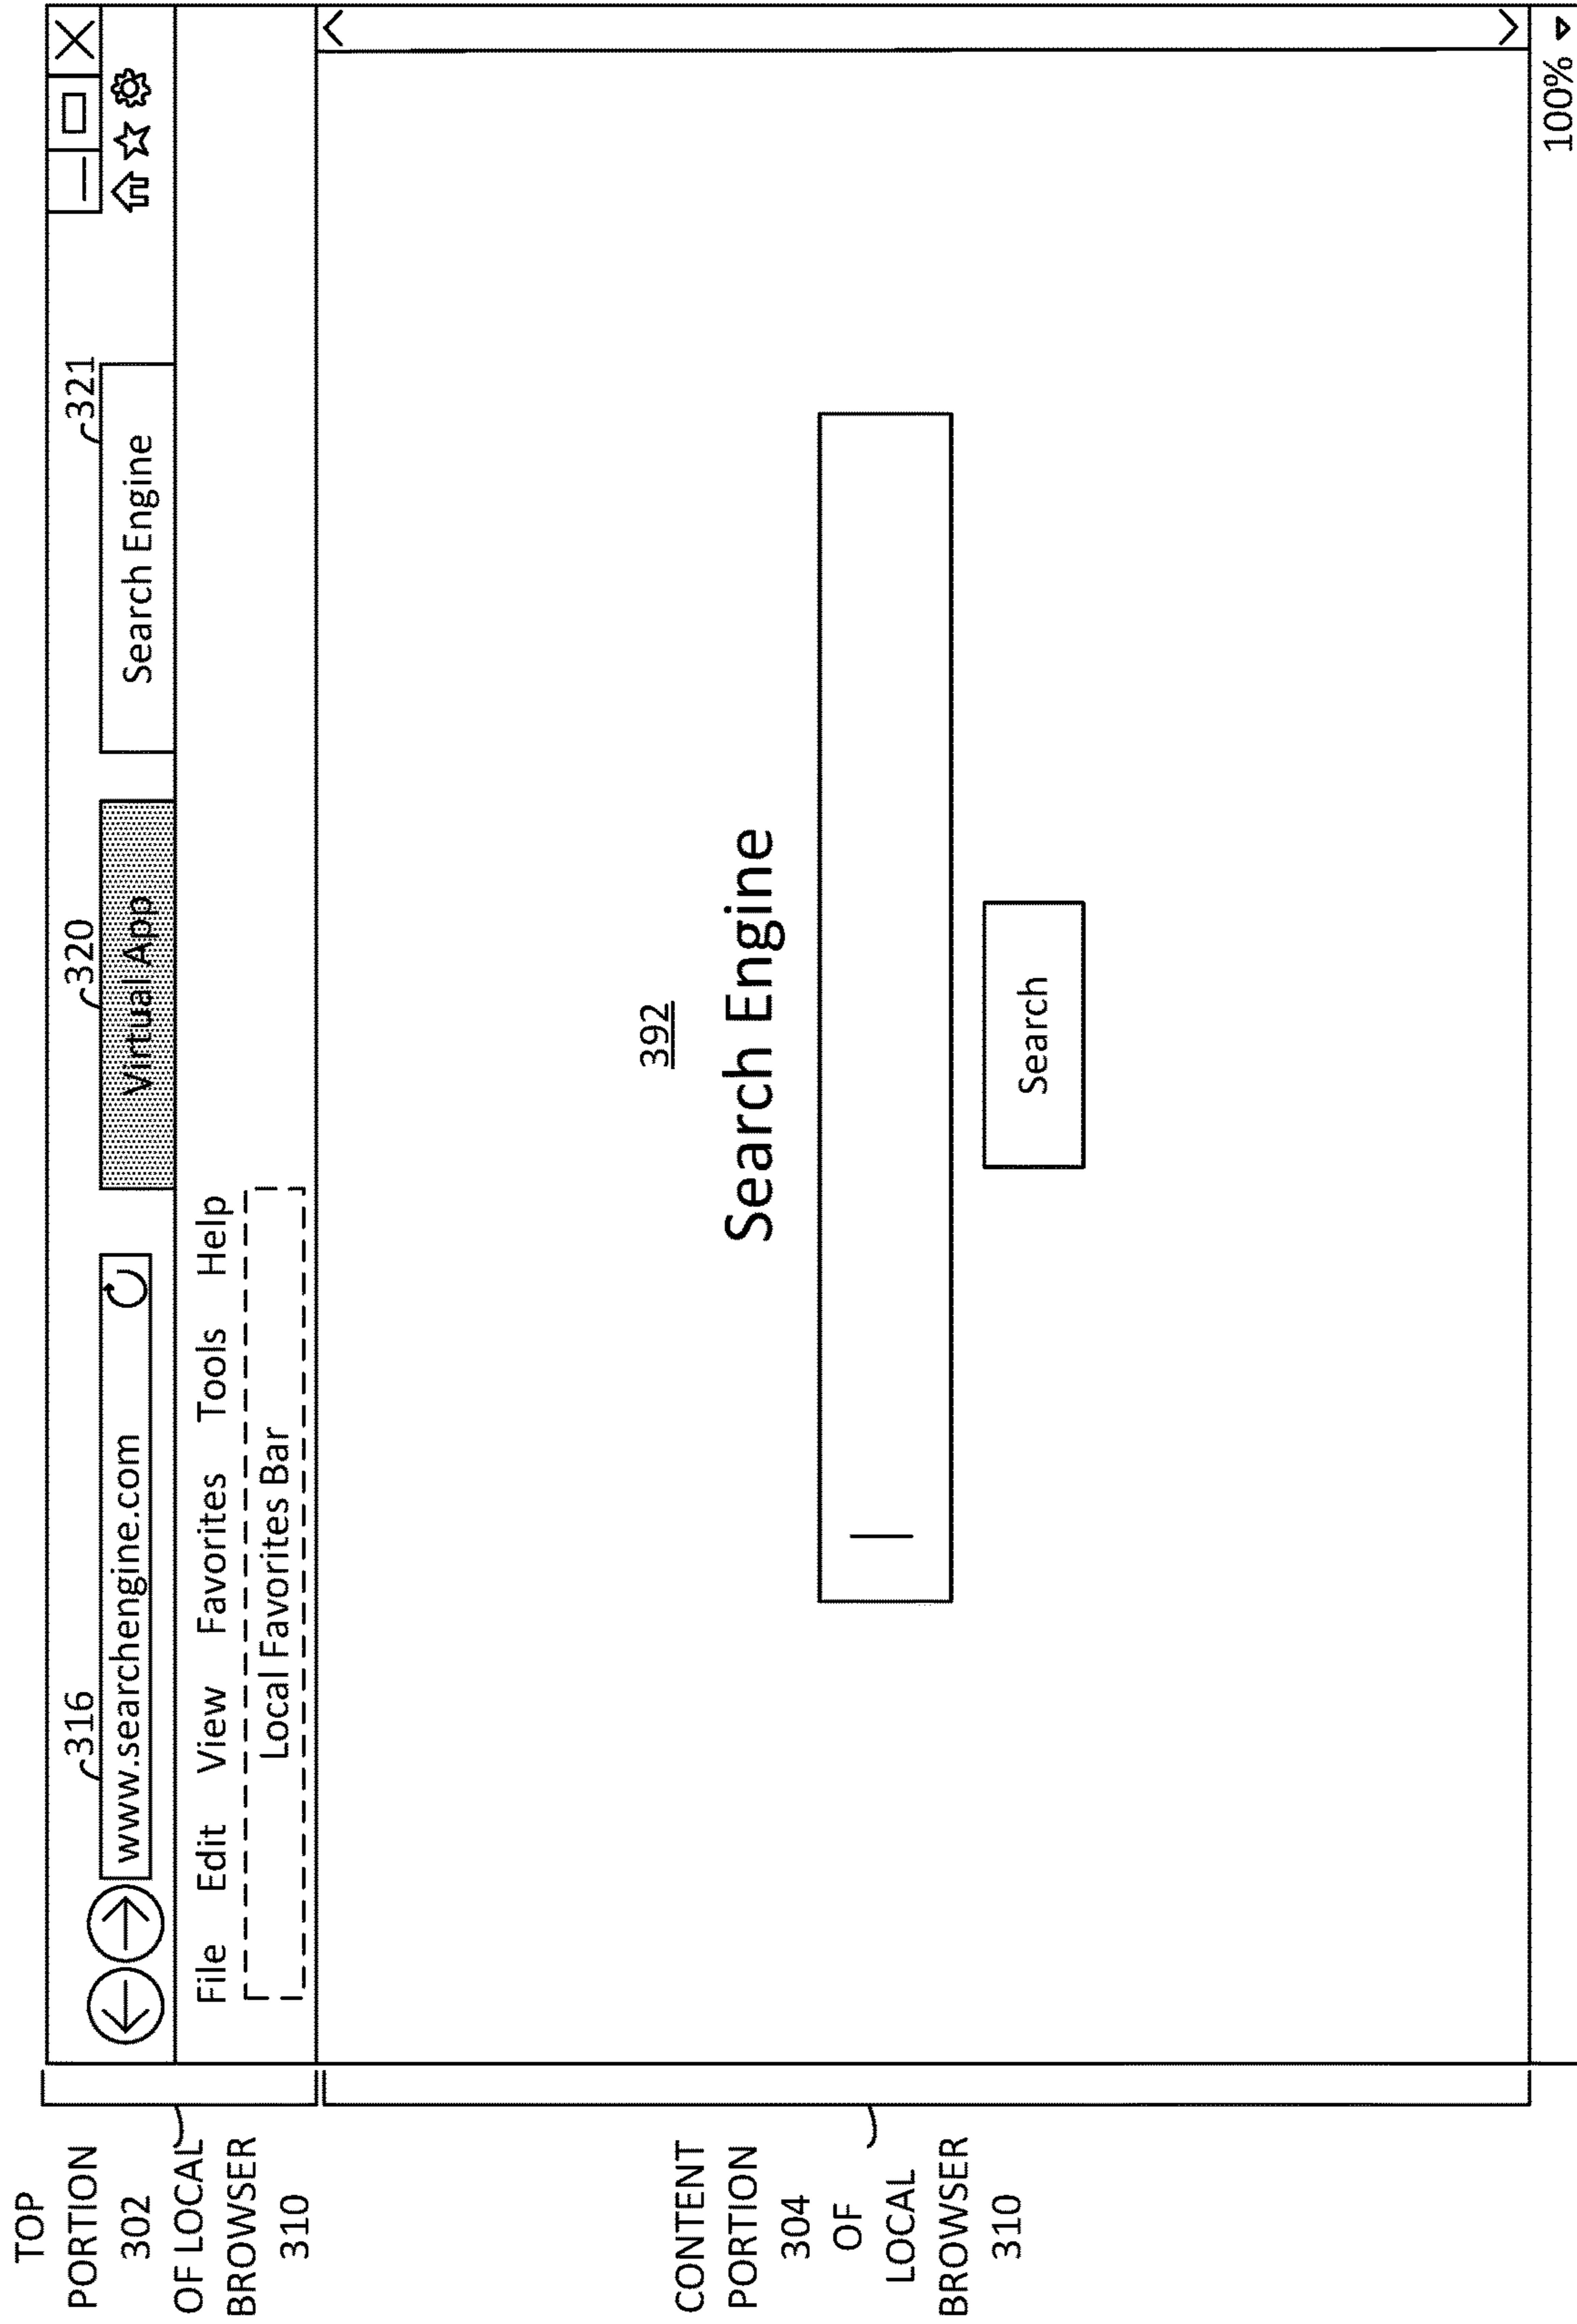 TOP
PORTION
302
OF LOCAL
BROWSER
310
316
320
321
www.searchengine.com
Virtual App
Search Engine
File Edit View Favorites Tools Help
Local Favorites Bar
CONTENT
PORTION
304
OF
LOCAL
BROWSER
310
392
Search Engine
Search
100%